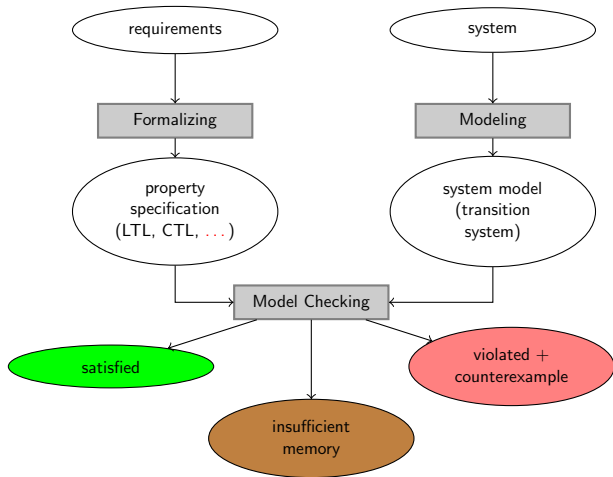 requirements
system
Formalizing
Modeling
property
specification
(LTL, CTL, ...)
system model
(transition
system)
Model Checking
satisfied
violated +
counterexample
insufficient
memory